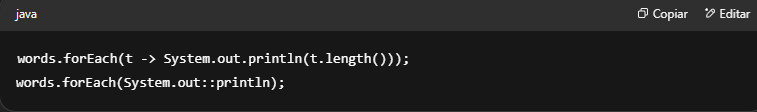 java
Copiar
Editar
words.forEach(t -> System.out.println(t.length()));
words.forEach(System.out::println);